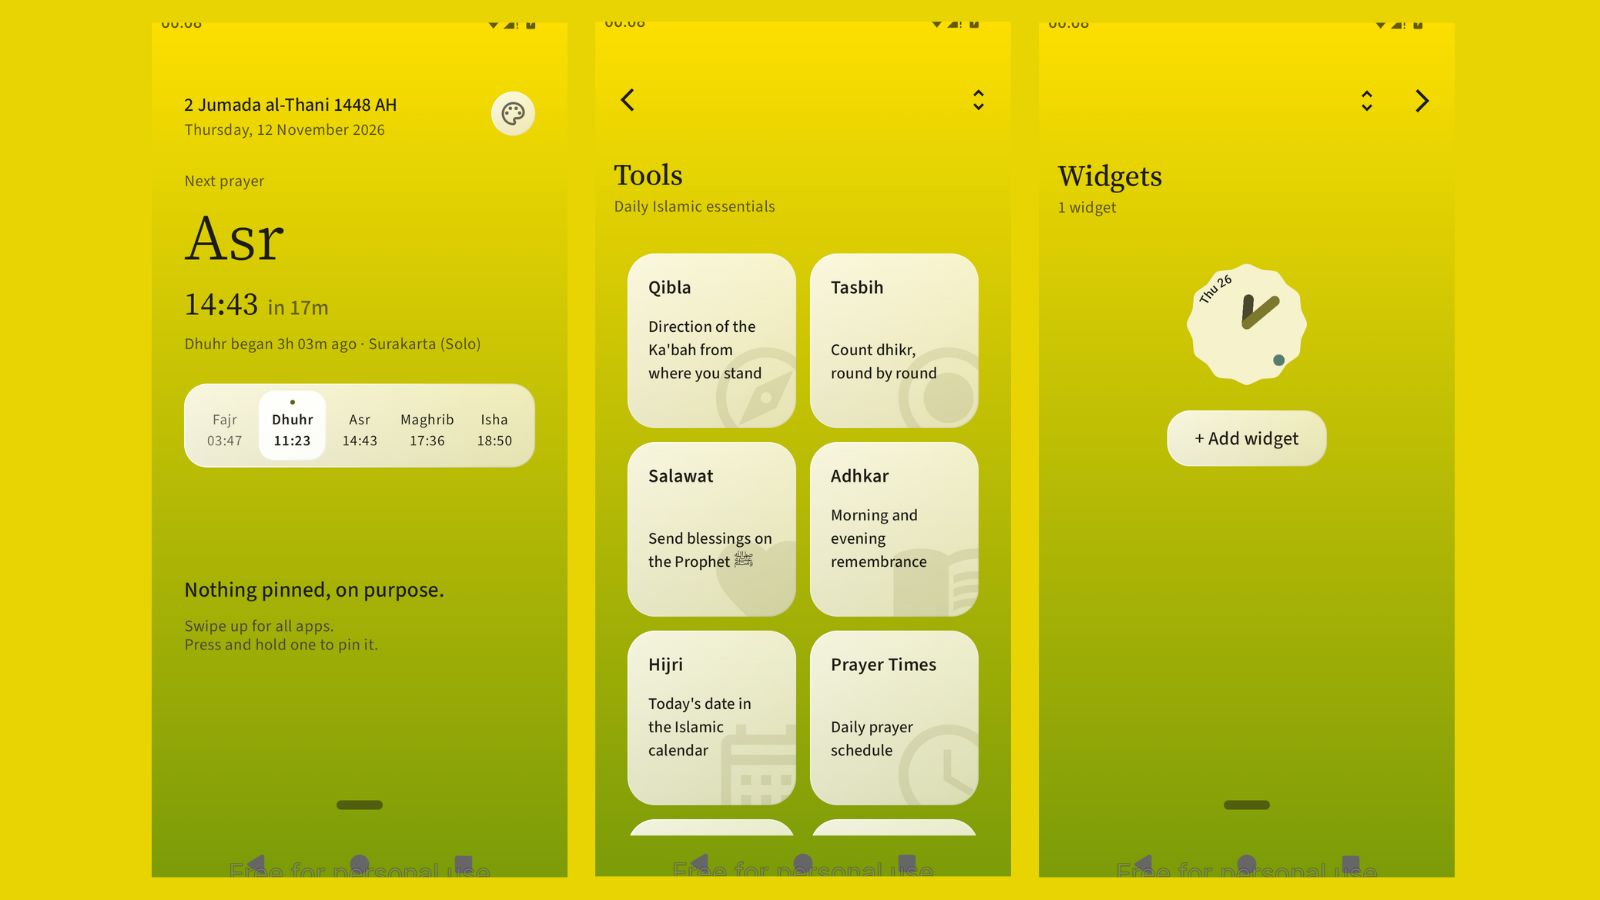 00:08
2 Jumada al-Thani 1448 AH
Thursday, 12 November 2026
Next prayer
Asr
14:43 in 17m
Dhuhr began 3h 03m ago · Surakarta (Solo)
Fajr Dhuhr Asr Maghrib Isha
03:47 11:23 14:43 17:36 18:50
Nothing pinned, on purpose.
Swipe up for all apps.
Press and hold one to pin it.
Free for personal use
00:08
Tools
Daily Islamic essentials
Qibla
Direction of the
Ka'bah from
where you stand
Tasbih
Count dhikr,
round by round
Salawat
Send blessings on
the Prophet ﷺ
Adhkar
Morning and
evening
remembrance
Hijri
Today's date in
the Islamic
calendar
Prayer Times
Daily prayer
schedule
Free for personal use
00:08
Widgets
1 widget
Thu 26
+ Add widget
Free for personal use